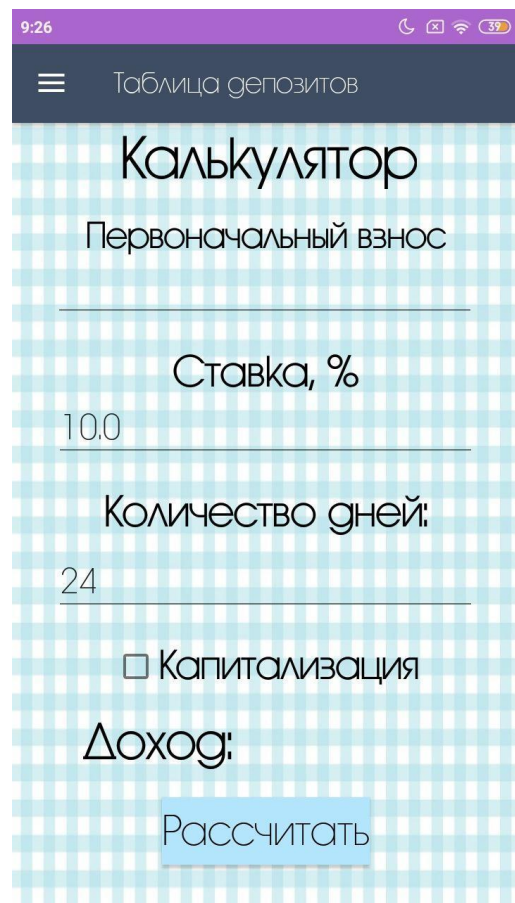 9:26
39
Таблица депозитов
Калькулятор
Первоначальный взнос
Ставка, %
10.0
Количество дней:
24
Капитализация
Доход:
Рассчитать